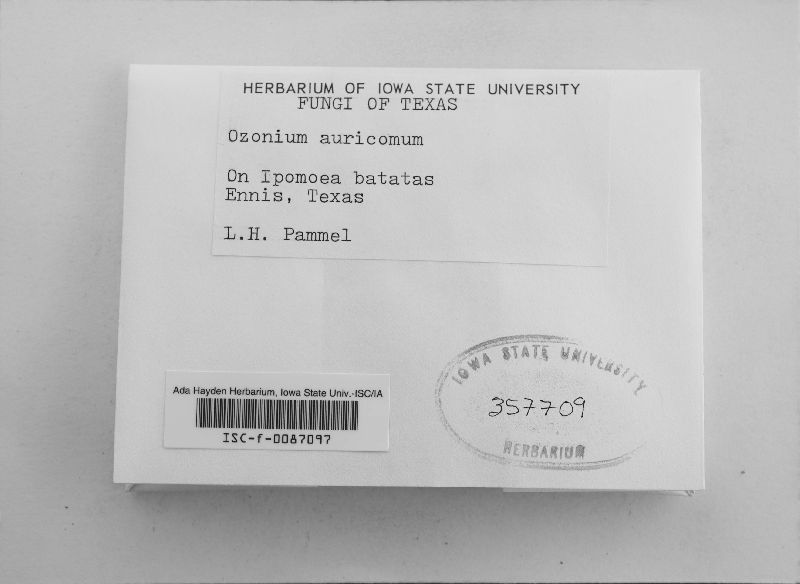 HERBARIUM OF IOWA STATE UNIVERSITY
FUNGI OF TEXAS
Ozonium auricomum
On Ipomoea batatas
Ennis, Texas
L.H. Pammel
Ada Hayden Herbarium, Iowa State Univ.-ISC/IA
ISC-f-0087097
IOWA STATE UNIVERSITY
357709
HERBARIUM